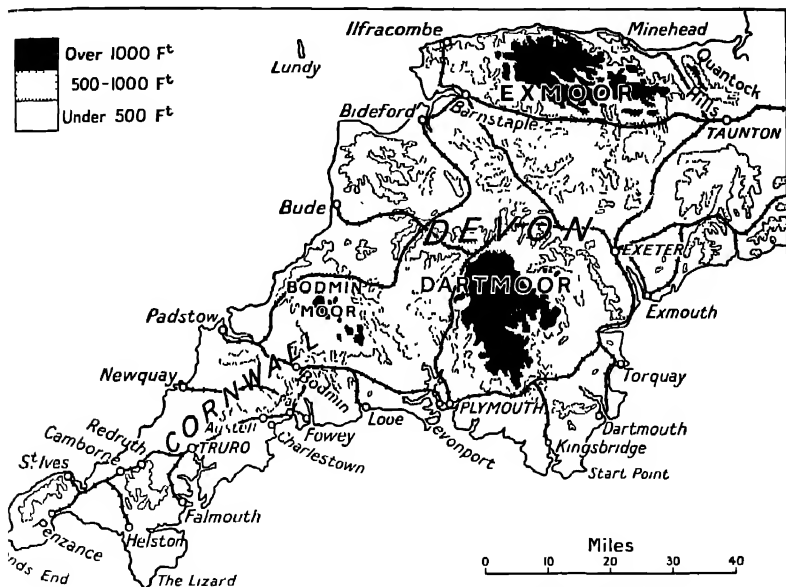 Over 1000 Ft
500-1000 Ft
Under 500 Ft
Lundy
Ilfracombe
Minehead
Quantock
Hills
EXMOOR
Bideford
Barnstaple
TAUNTON
Bude
DEVON
EXETER
BODMIN
MOOR
DARTMOOR
Exmouth
Padstow
Newquay
CORNWALL
Bodmin
Torquay
Redruth
Camborne
St Ives
Austell
TRURO
Charlestown
Fowey
Looe
Devonport
PLYMOUTH
Dartmouth
Kingsbridge
Start Point
Penzance
Helston
Falmouth
nds End
The Lizard
Miles
0 10 20 30 40